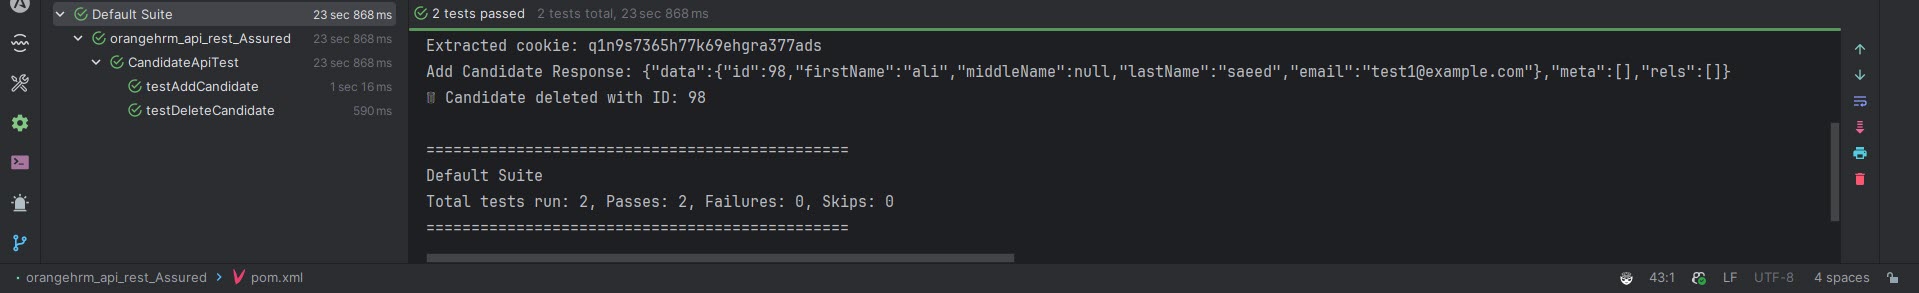 Default Suite 23 sec 868 ms
orangehrm_api_rest_Assured 23 sec 868 ms
CandidateApiTest 23 sec 868 ms
testAddCandidate 1 sec 16 ms
testDeleteCandidate 590 ms
2 tests passed 2 tests total, 23 sec 868 ms
Extracted cookie: q1n9s7365h77k69ehgra377ads
Add Candidate Response: {"data":{"id":98,"firstName":"ali","middleName":null,"lastName":"saeed","email":"test1@example.com"},"meta":[],"rels":[]}
Candidate deleted with ID: 98
===============================================
Default Suite
Total tests run: 2, Passes: 2, Failures: 0, Skips: 0
===============================================
orangehrm_api_rest_Assured > pom.xml 43:1 LF UTF-8 4 spaces